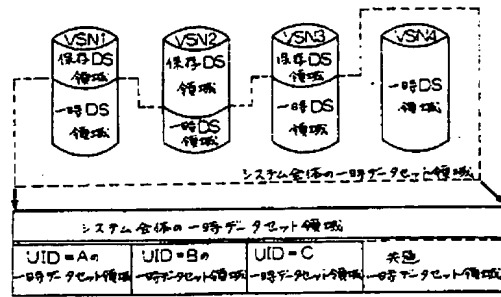 VSN1
保存DS
領域
一時DS
領域
VSN2
保存DS
領域
一時DS
領域
VSN3
保存DS
領域
一時DS
領域
VSN4
一時DS
領域
システム全体の一時データセット領域
システム全体の一時データセット領域
UID=Aの
一時データセット領域
UID=Bの
一時データセット領域
UID=C
一時データセット領域
共通
一時データセット領域